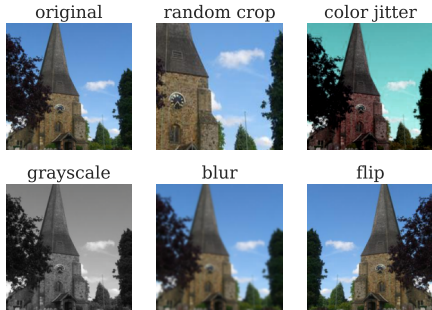 original
random crop
color jitter
grayscale
blur
flip